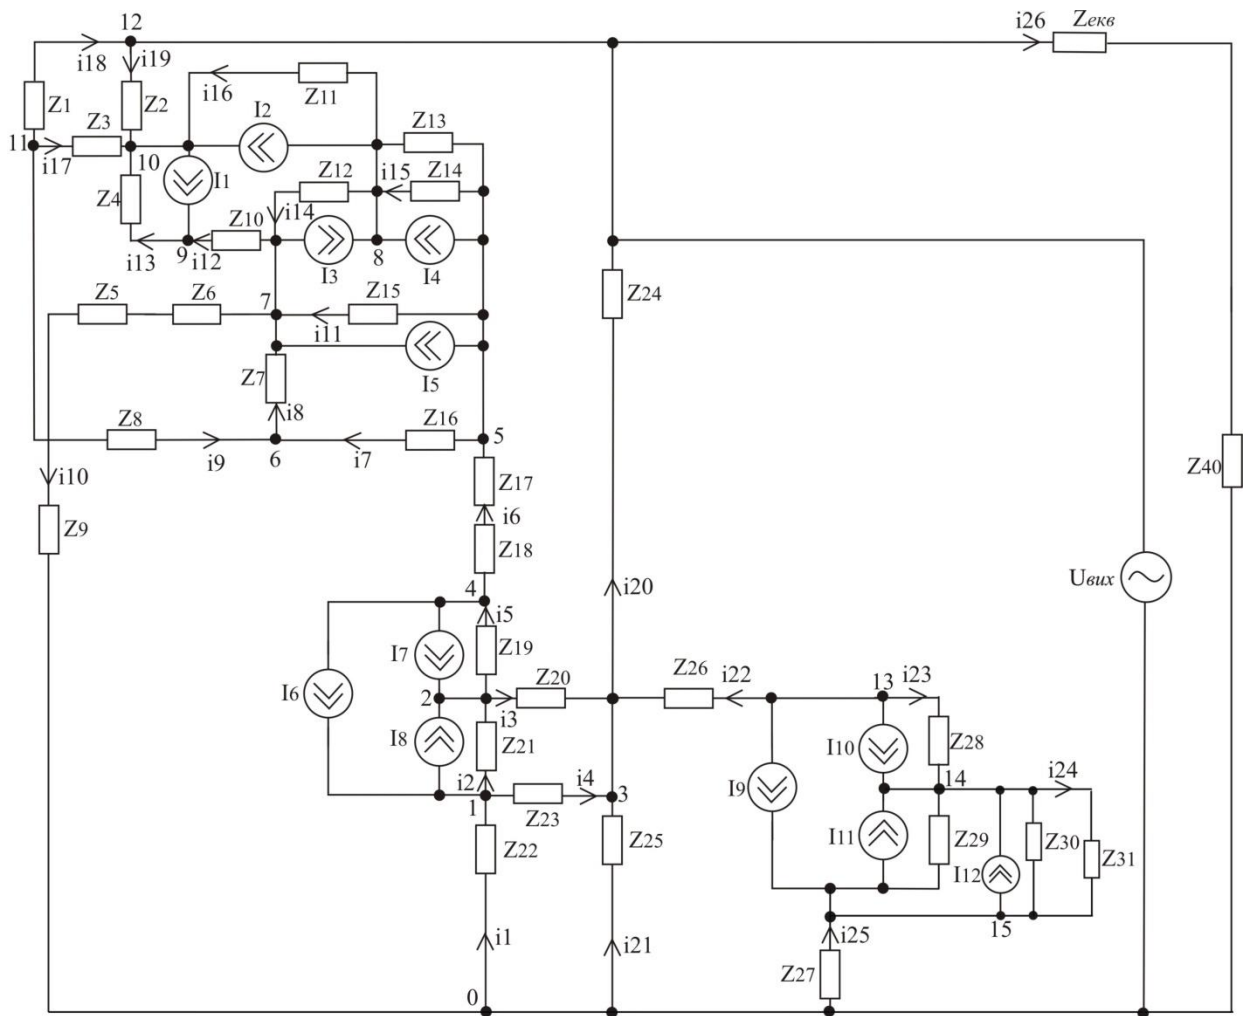 12
i26
Zекв
i18
i19
Z1
Z2
i16
Z11
I2
Z13
Z3
11
i17
10
Z12
i15
Z14
Z4
I1
i14
Z10
i13
9
i12
I3
8
I4
Z5
Z6
7
Z15
Z24
i11
Z7
I5
i8
Z8
Z16
5
i9
6
i7
i10
Z17
Z40
Z9
i6
Z18
Uвих
4
i5
i20
I7
Z19
Z20
Z26
i22
13
i23
I6
2
i3
I8
Z21
I10
Z28
I9
14
i24
i2
i4
1
Z23
3
Z22
Z25
I11
Z29
Z30
I12
Z31
i25
15
i1
i21
Z27
0